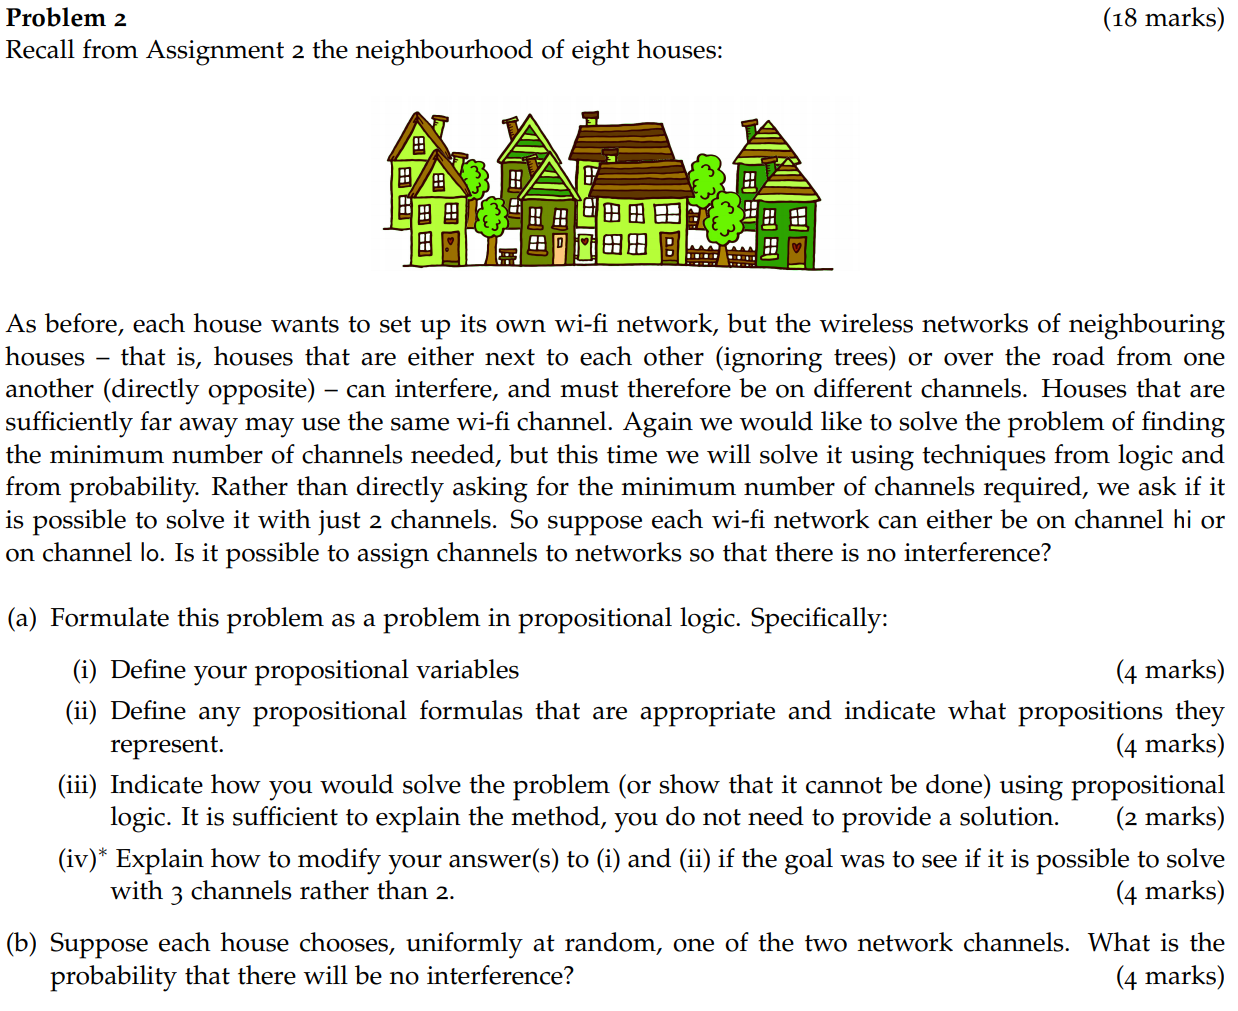 Problem 2 (18 marks)
Recall from Assignment 2 the neighbourhood of eight houses:
As before, each house wants to set up its own wi-fi network, but the wireless networks of neighbouring
houses – that is, houses that are either next to each other (ignoring trees) or over the road from one
another (directly opposite) – can interfere, and must therefore be on different channels. Houses that are
sufficiently far away may use the same wi-fi channel. Again we would like to solve the problem of finding
the minimum number of channels needed, but this time we will solve it using techniques from logic and
from probability. Rather than directly asking for the minimum number of channels required, we ask if it
is possible to solve it with just 2 channels. So suppose each wi-fi network can either be on channel hi or
on channel lo. Is it possible to assign channels to networks so that there is no interference?
(a) Formulate this problem as a problem in propositional logic. Specifically:
(i) Define your propositional variables (4 marks)
(ii) Define any propositional formulas that are appropriate and indicate what propositions they
represent. (4 marks)
(iii) Indicate how you would solve the problem (or show that it cannot be done) using propositional
logic. It is sufficient to explain the method, you do not need to provide a solution. (2 marks)
(iv)* Explain how to modify your answer(s) to (i) and (ii) if the goal was to see if it is possible to solve
with 3 channels rather than 2. (4 marks)
(b) Suppose each house chooses, uniformly at random, one of the two network channels. What is the
probability that there will be no interference? (4 marks)